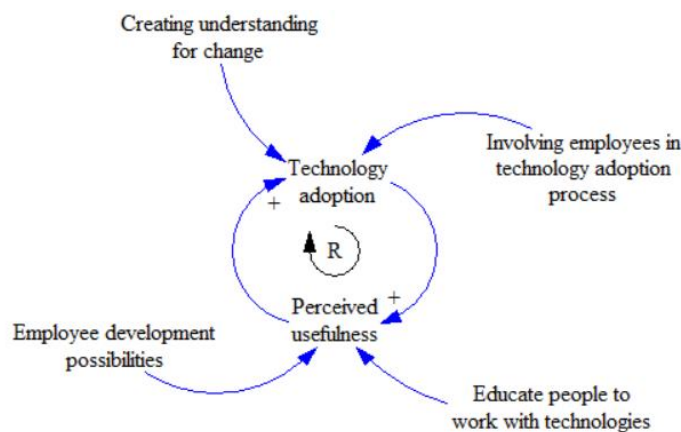 Creating understanding
for change
Involving employees in
technology adoption
process
Technology
adoption
+
R
+
Perceived
usefulness
Employee development
possibilities
Educate people to
work with technologies